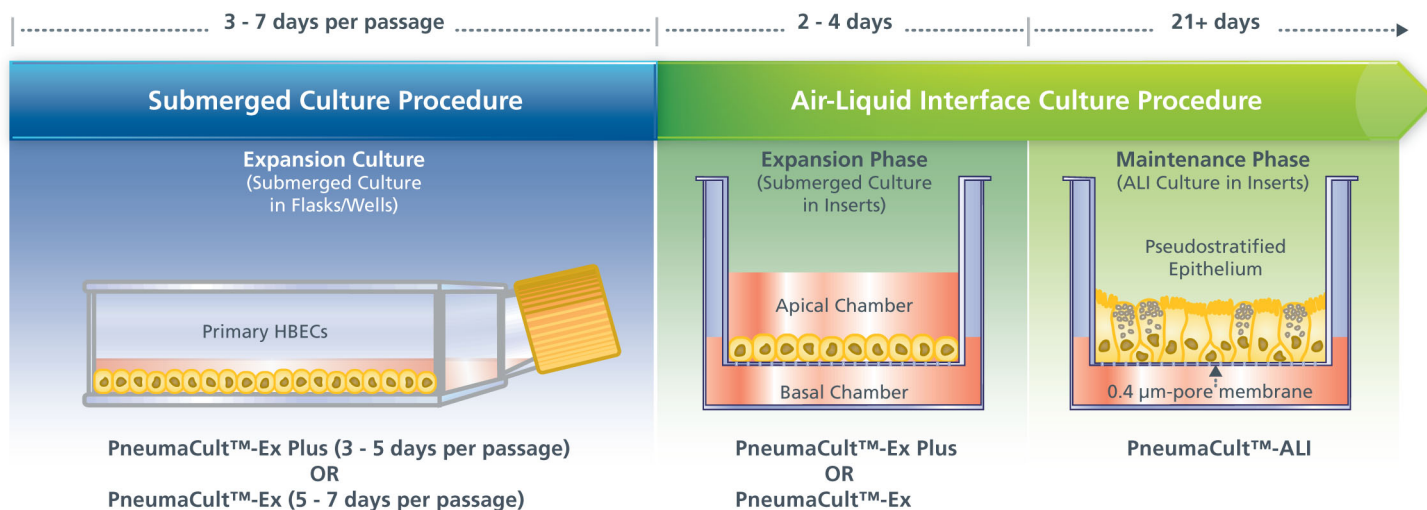 3 - 7 days per passage
2 - 4 days
21+ days
Submerged Culture Procedure
Air-Liquid Interface Culture Procedure
Expansion Culture
(Submerged Culture
in Flasks/Wells)
Primary HBECs
PneumaCult™-Ex Plus (3 - 5 days per passage)
OR
PneumaCult™-Ex (5 - 7 days per passage)
Expansion Phase
(Submerged Culture
in Inserts)
Apical Chamber
Basal Chamber
PneumaCult™-Ex Plus
OR
PneumaCult™-Ex
Maintenance Phase
(ALI Culture in Inserts)
Pseudostratified
Epithelium
0.4 µm-pore membrane
PneumaCult™-ALI